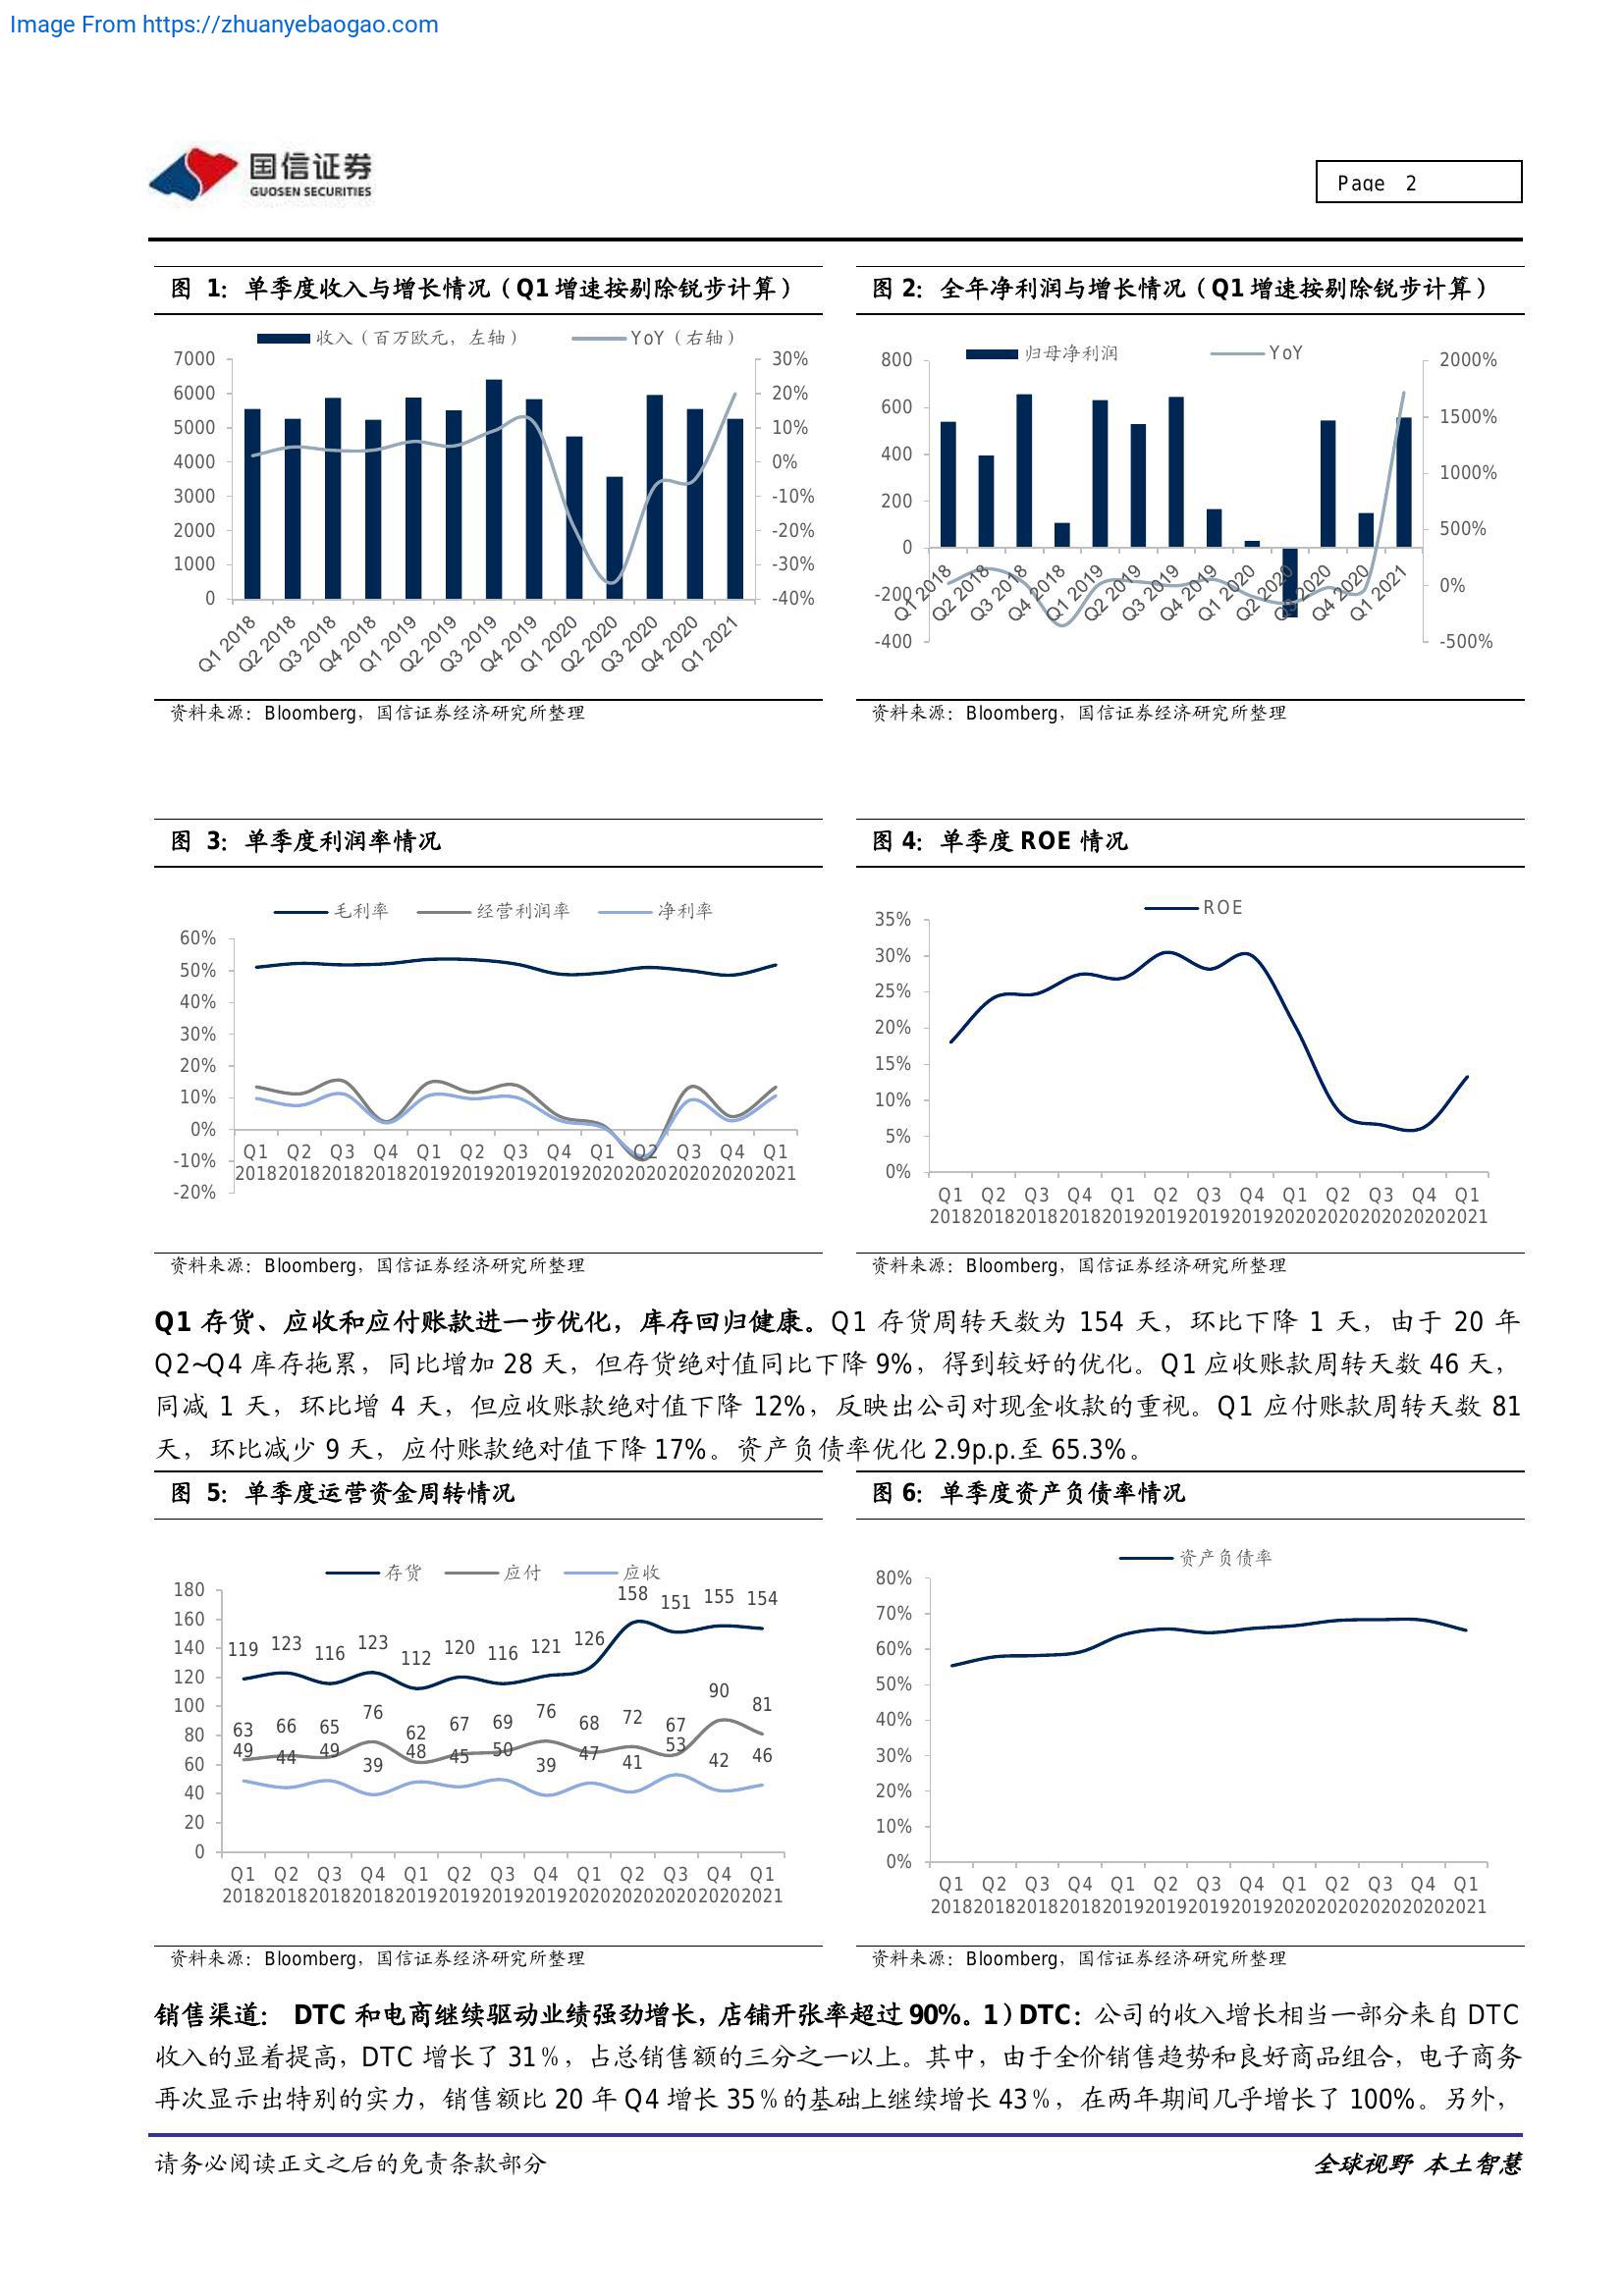 Image From https://zhuanyebaogao.com
国信证券
GUOSEN SECURITIES
Page 2
图 1：单季度收入与增长情况（Q1增速按剔除锐步计算）
收入（百万欧元，左轴） YoY（右轴）
7000 6000 5000 4000 3000 2000 1000 0
30% 20% 10% 0% -10% -20% -30% -40%
Q1 2018 Q2 2018 Q3 2018 Q4 2018 Q1 2019 Q2 2019 Q3 2019 Q4 2019 Q1 2020 Q2 2020 Q3 2020 Q4 2020 Q1 2021
资料来源：Bloomberg，国信证券经济研究所整理
图 2：全年净利润与增长情况（Q1增速按剔除锐步计算）
归母净利润 YoY
800 600 400 200 0 -200 -400
2000% 1500% 1000% 500% 0% -500%
Q1 2018 Q2 2018 Q3 2018 Q4 2018 Q1 2019 Q2 2019 Q3 2019 Q4 2019 Q1 2020 Q2 2020 Q3 2020 Q4 2020 Q1 2021
资料来源：Bloomberg，国信证券经济研究所整理
图 3：单季度利润率情况
毛利率 经营利润率 净利率
60% 50% 40% 30% 20% 10% 0% -10% -20%
Q1 Q2 Q3 Q4 Q1 Q2 Q3 Q4 Q1 Q2 Q3 Q4 Q1
2018 2018 2018 2018 2019 2019 2019 2019 2020 2020 2020 2020 2021
资料来源：Bloomberg，国信证券经济研究所整理
图 4：单季度 ROE 情况
ROE
35% 30% 25% 20% 15% 10% 5% 0%
Q1 Q2 Q3 Q4 Q1 Q2 Q3 Q4 Q1 Q2 Q3 Q4 Q1
2018 2018 2018 2018 2019 2019 2019 2019 2020 2020 2020 2020 2021
资料来源：Bloomberg，国信证券经济研究所整理
Q1 存货、应收和应付账款进一步优化，库存回归健康。Q1 存货周转天数为 154 天，环比下降 1 天，由于 20 年
Q2~Q4 库存拖累，同比增加 28 天，但存货绝对值同比下降 9%，得到较好的优化。Q1 应收账款周转天数 46 天，
同减 1 天，环比增 4 天，但应收账款绝对值下降 12%，反映出公司对现金收款的重视。Q1 应付账款周转天数 81
天，环比减少 9 天，应付账款绝对值下降 17%。资产负债率优化 2.9p.p.至 65.3%。
图 5：单季度运营资金周转情况
存货 应付 应收
180 160 140 120 100 80 60 40 20 0
119 123 116 123 112 120 116 121 126 158 151 155 154
63 66 65 76 62 67 69 76 68 72 67 90 81
49 44 49 39 48 45 50 39 47 41 53 42 46
Q1 Q2 Q3 Q4 Q1 Q2 Q3 Q4 Q1 Q2 Q3 Q4 Q1
2018 2018 2018 2018 2019 2019 2019 2019 2020 2020 2020 2020 2021
资料来源：Bloomberg，国信证券经济研究所整理
图 6：单季度资产负债率情况
资产负债率
80% 70% 60% 50% 40% 30% 20% 10% 0%
Q1 Q2 Q3 Q4 Q1 Q2 Q3 Q4 Q1 Q2 Q3 Q4 Q1
2018 2018 2018 2018 2019 2019 2019 2019 2020 2020 2020 2020 2021
资料来源：Bloomberg，国信证券经济研究所整理
销售渠道： DTC 和电商继续驱动业绩强劲增长，店铺开张率超过 90%。1）DTC：公司的收入增长相当一部分来自 DTC
收入的显着提高，DTC 增长了 31％，占总销售额的三分之一以上。其中，由于全价销售趋势和良好商品组合，电子商务
再次显示出特别的实力，销售额比 20 年 Q4 增长 35％的基础上继续增长 43％，在两年期间几乎增长了 100%。另外，
请务必阅读正文之后的免责条款部分
全球视野 本土智慧